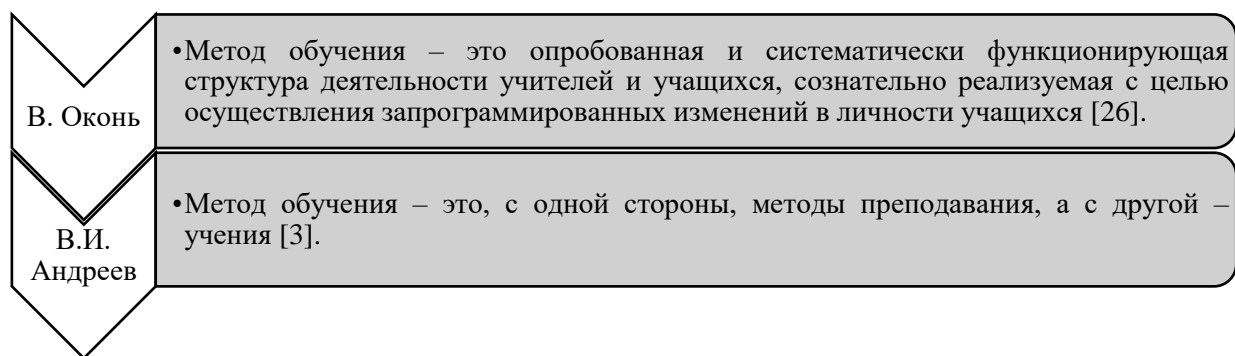 В. Оконь
•Метод обучения – это опробованная и систематически функционирующая
структура деятельности учителей и учащихся, сознательно реализуемая с целью
осуществления запрограммированных изменений в личности учащихся [26].
В.И.
Андреев
•Метод обучения – это, с одной стороны, методы преподавания, а с другой –
учения [3].